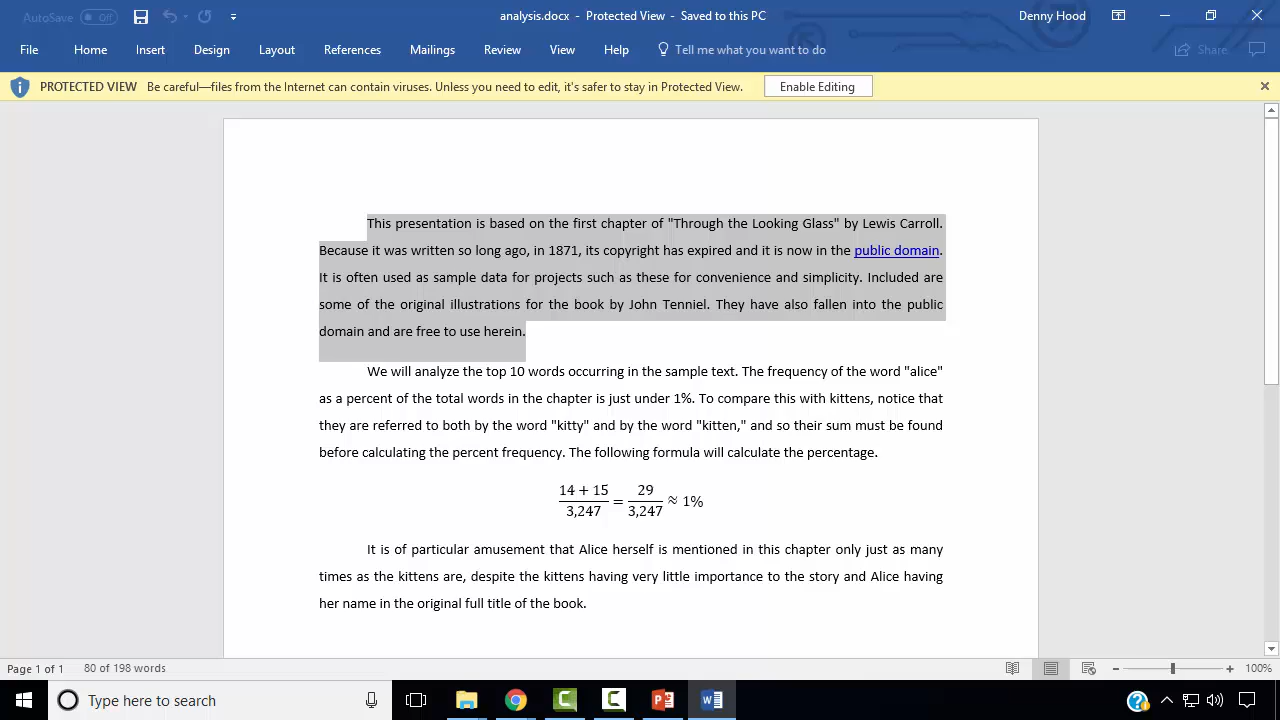 AutoSave Off
analysis.docx - Protected View - Saved to this PC
Denny Hood
File Home Insert Design Layout References Mailings Review View Help Tell me what you want to do Share
PROTECTED VIEW Be careful—files from the Internet can contain viruses. Unless you need to edit, it's safer to stay in Protected View. Enable Editing
This presentation is based on the first chapter of "Through the Looking Glass" by Lewis Carroll.
Because it was written so long ago, in 1871, its copyright has expired and it is now in the public domain.
It is often used as sample data for projects such as these for convenience and simplicity. Included are
some of the original illustrations for the book by John Tenniel. They have also fallen into the public
domain and are free to use herein.
We will analyze the top 10 words occurring in the sample text. The frequency of the word "alice"
as a percent of the total words in the chapter is just under 1%. To compare this with kittens, notice that
they are referred to both by the word "kitty" and by the word "kitten," and so their sum must be found
before calculating the percent frequency. The following formula will calculate the percentage.
14 + 15 / 3,247 = 29 / 3,247 ≈ 1%
It is of particular amusement that Alice herself is mentioned in this chapter only just as many
times as the kittens are, despite the kittens having very little importance to the story and Alice having
her name in the original full title of the book.
Page 1 of 1 80 of 198 words
100%
Type here to search